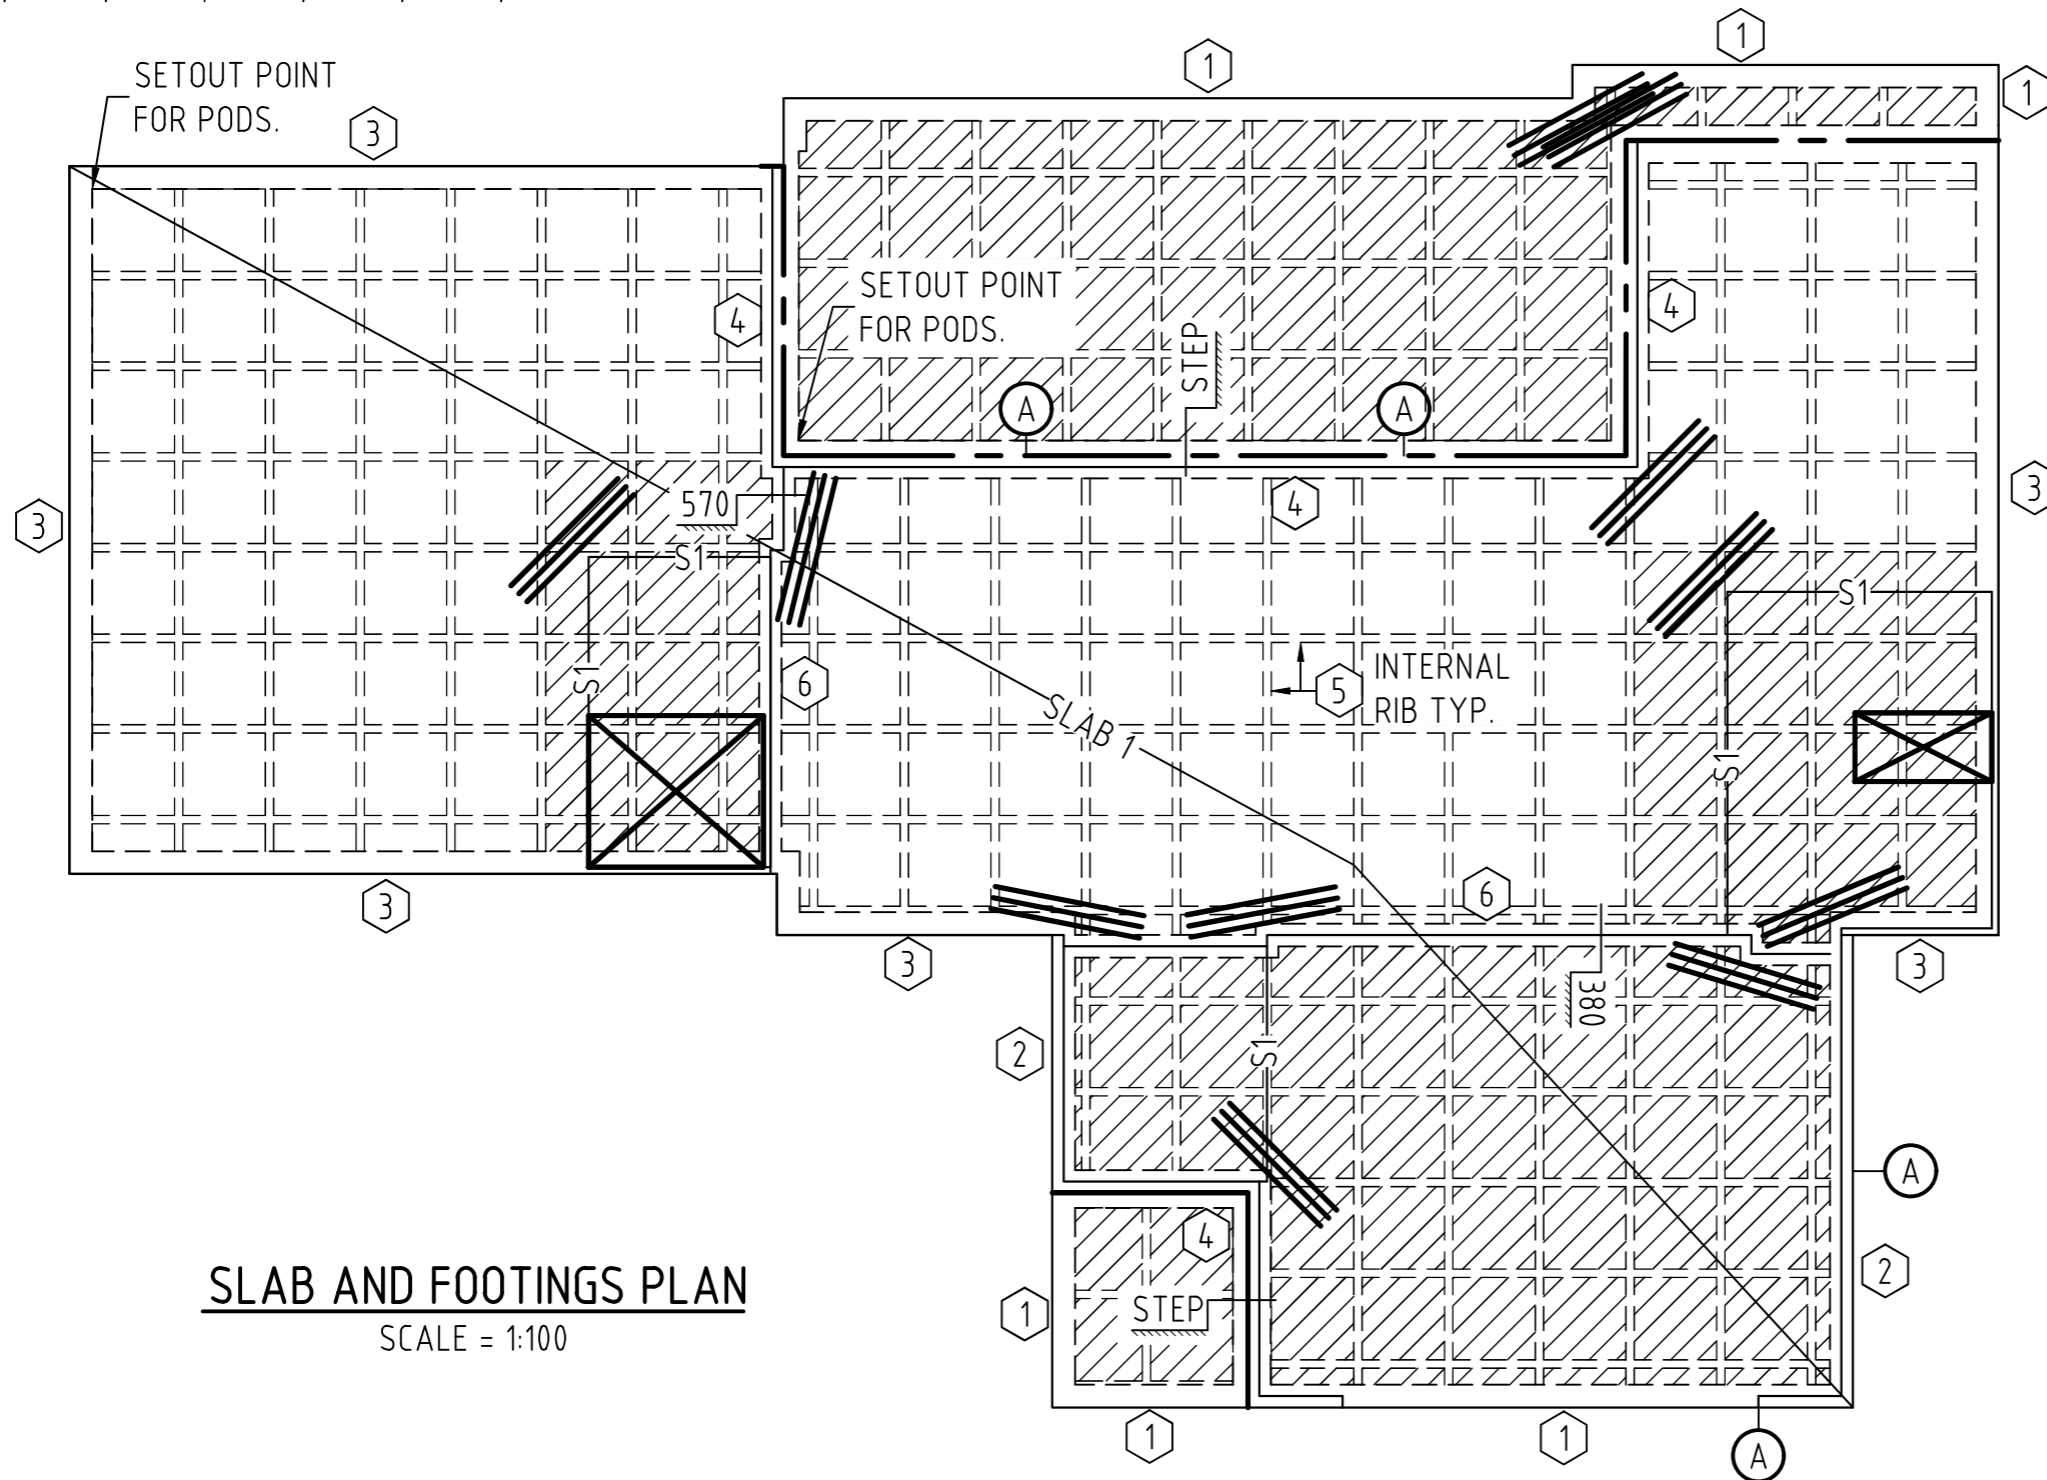 1
1
1
SETOUT POINT
FOR PODS.
3
SETOUT POINT
FOR PODS.
4
4
STEP
A
A
570
4
3
3
S1
S1
S1
6
5
INTERNAL
RIB TYP.
SLAB 1
S1
6
3
3
3
380
2
S1
A
4
2
STEP
1
SLAB AND FOOTINGS PLAN
SCALE = 1:100
1
1
A